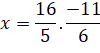 x = 16/5 . -11/6